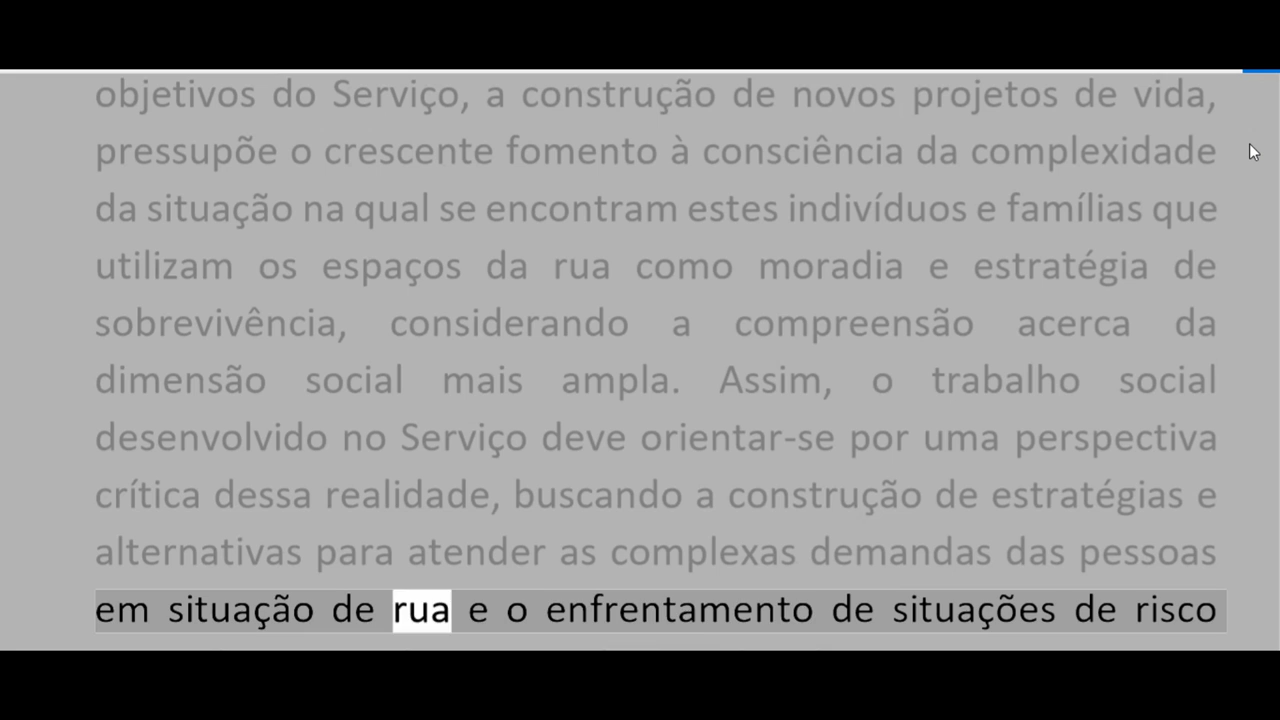 objetivos do Serviço, a construção de novos projetos de vida,
pressupõe o crescente fomento à consciência da complexidade
da situação na qual se encontram estes indivíduos e famílias que
utilizam os espaços da rua como moradia e estratégia de
sobrevivência, considerando a compreensão acerca da
dimensão social mais ampla. Assim, o trabalho social
desenvolvido no Serviço deve orientar-se por uma perspectiva
crítica dessa realidade, buscando a construção de estratégias e
alternativas para atender as complexas demandas das pessoas
em situação de rua e o enfrentamento de situações de risco